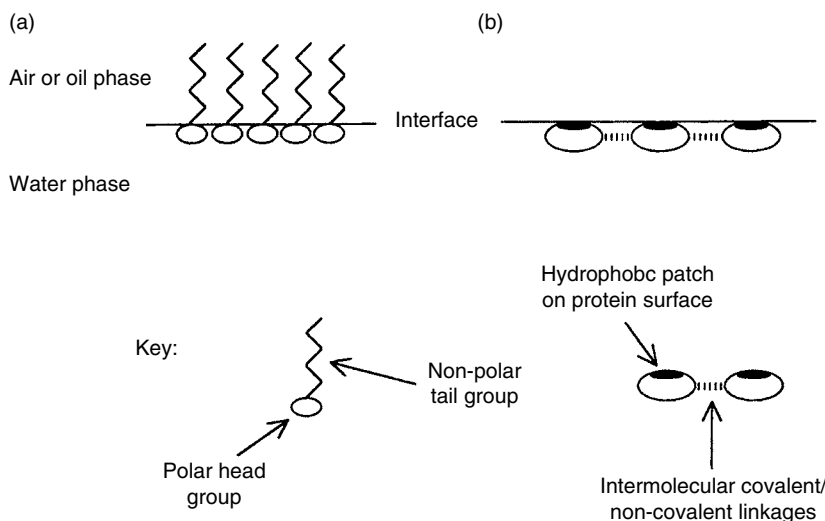 (a)
(b)
Air or oil phase
Interface
Water phase
Hydrophobc patch
on protein surface
Key:
Non-polar
tail group
Polar head
group
Intermolecular covalent/
non-covalent linkages